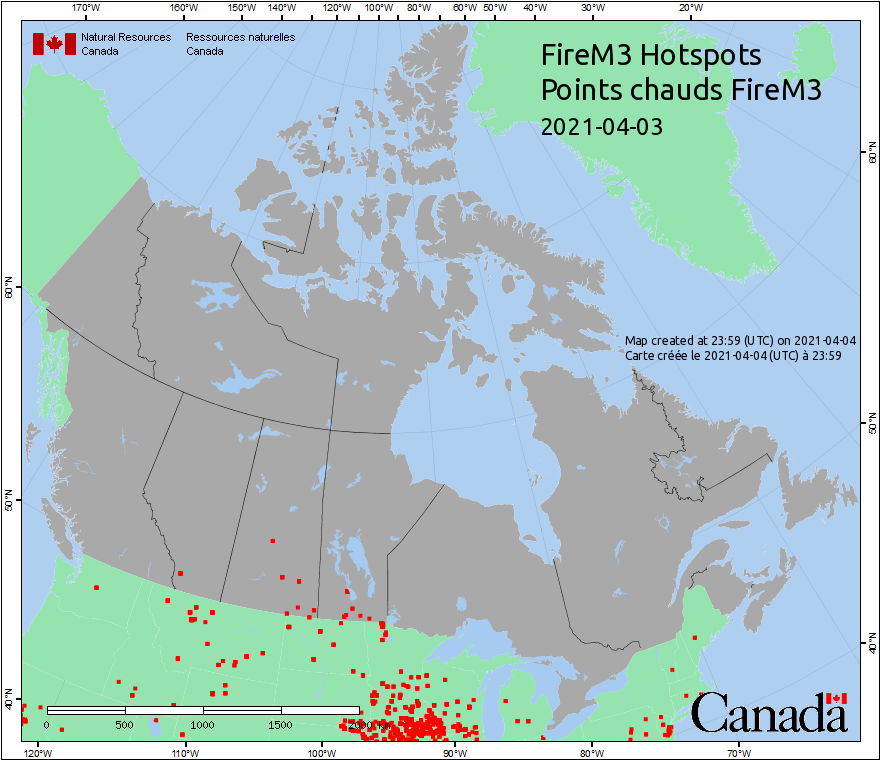 170°W 160°W 150°W 140°W 130°W 120°W 110°W 100°W 90°W 80°W 70°W 60°W 50°W 40°W 30°W 20°W
Natural Resources Ressources naturelles
Canada Canada
FireM3 Hotspots
Points chauds FireM3
2021-04-03
60°N 60°N
Map created at 23:59 (UTC) on 2021-04-04
Carte créée le 2021-04-04 (UTC) à 23:59
50°N 50°N
40°N 40°N
0 500 1000 1500 2000 km
Canada
120°W 110°W 100°W 90°W 80°W 70°W